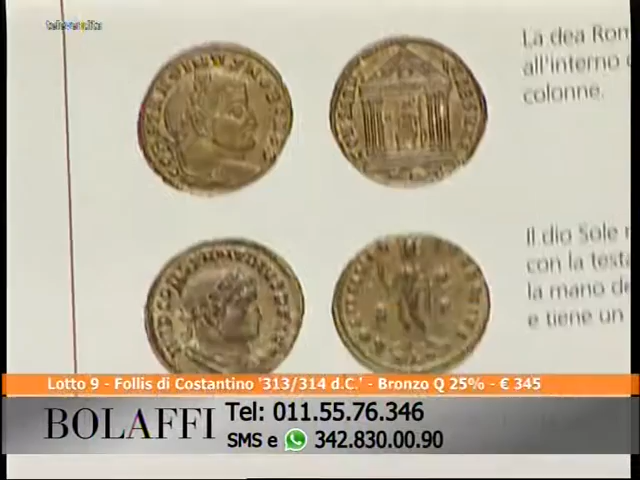 televendita
La dea Rom
all'interno
colonne.
Il dio Sole
con la testa
la mano
e tiene un
Lotto 9 - Follis di Costantino '313/314 d.C.' - Bronzo Q 25% - € 345
BOLAFFI
Tel: 011.55.76.346
SMS e 342.830.00.90